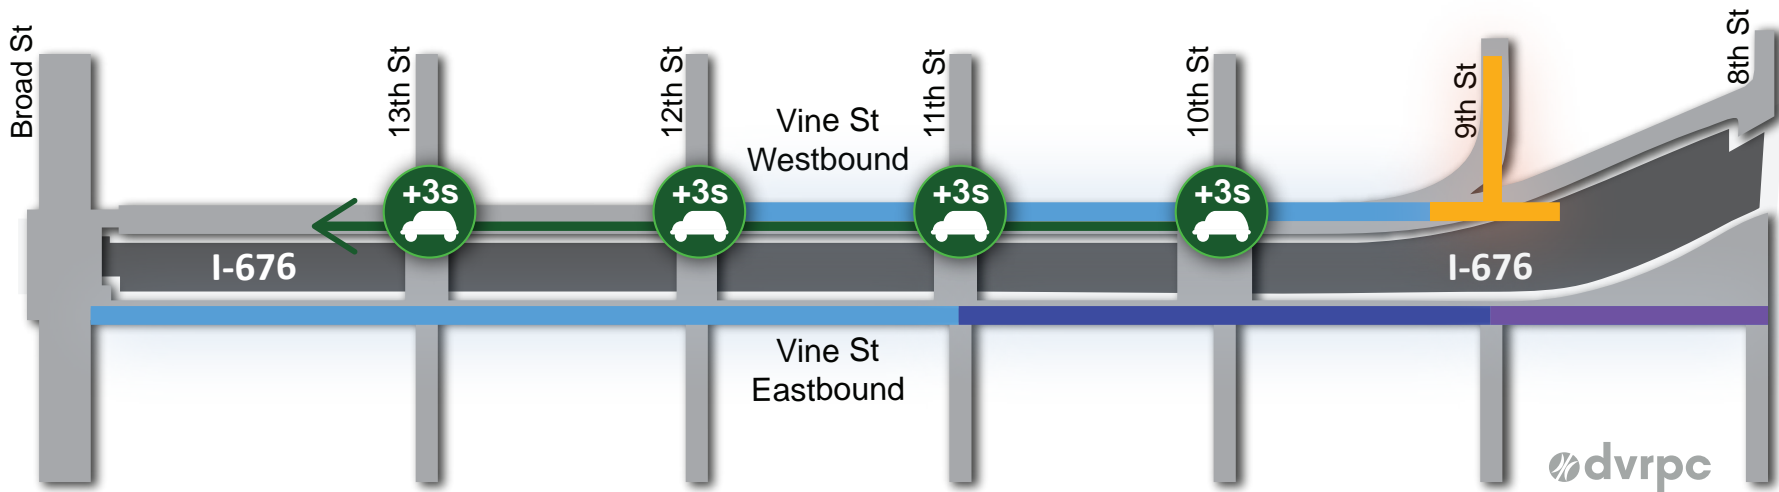 Broad St
13th St
12th St
11th St
10th St
9th St
8th St
Vine St
Westbound
+3s
+3s
+3s
+3s
I-676
I-676
Vine St
Eastbound
dvrpc